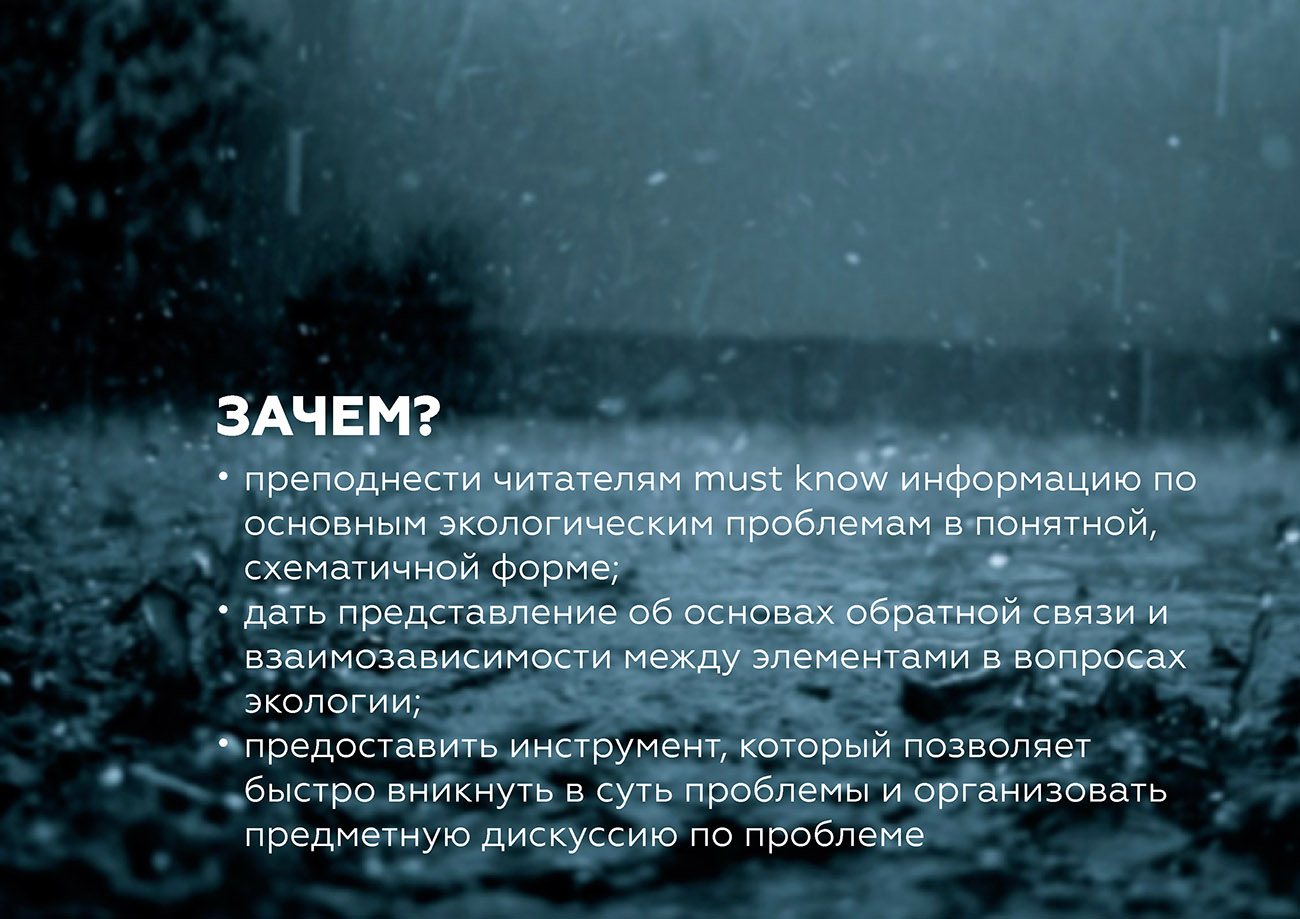 ЗАЧЕМ?
• преподнести читателям must know информацию по
основным экологическим проблемам в понятной,
схематичной форме;
• дать представление об основах обратной связи и
взаимозависимости между элементами в вопросах
экологии;
• предоставить инструмент, который позволяет
быстро вникнуть в суть проблемы и организовать
предметную дискуссию по проблеме